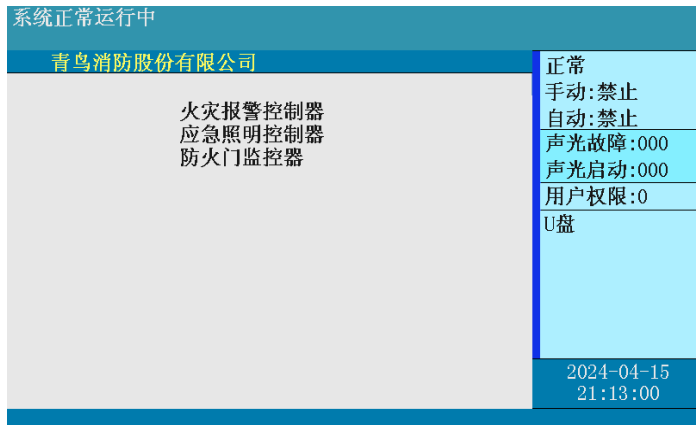 系统正常运行中
青鸟消防股份有限公司
火灾报警控制器
应急照明控制器
防火门监控器
正常
手动:禁止
自动:禁止
声光故障:000
声光启动:000
用户权限:0
U盘
2024-04-15
21:13:00